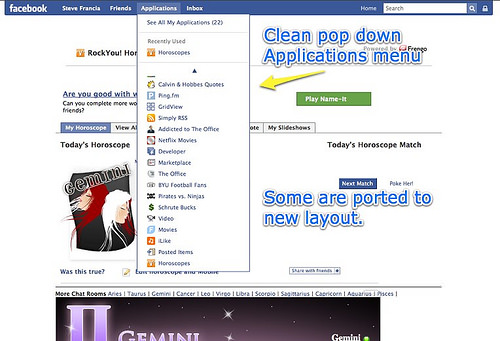 facebook Steve Francia Friends Applications Inbox Home Search
See All My Applications (22)
Recently Used
Horoscopes
Clean pop down
Applications menu
RockYou! Hor
Powered by Frengo
Calvin & Hobbes Quotes
Ping.fm
GridView
Simply RSS
Addicted to The Office
Netflix Movies
Developer
Marketplace
The Office
BYU Football Fans
Pirates vs. Ninjas
Schrute Bucks
Video
Movies
iLike
Posted Items
Horoscopes
Are you good with
Can you complete more wo
friends?
Play Name-It
My Horoscope View Al ote My Slideshows
Today's Horoscope Today's Horoscope Match
gemini
Next Match Poke Her!
Some are ported to
new layout.
Was this true? Edit Horoscope and Mobile
Share with Friends
More Chat Rooms Aries | Taurus | Gemini | Cancer | Leo | Virgo | Libra | Scorpio | Sagittarius | Capricorn | Aquarius | Pisces |
GEMINI
Gemini